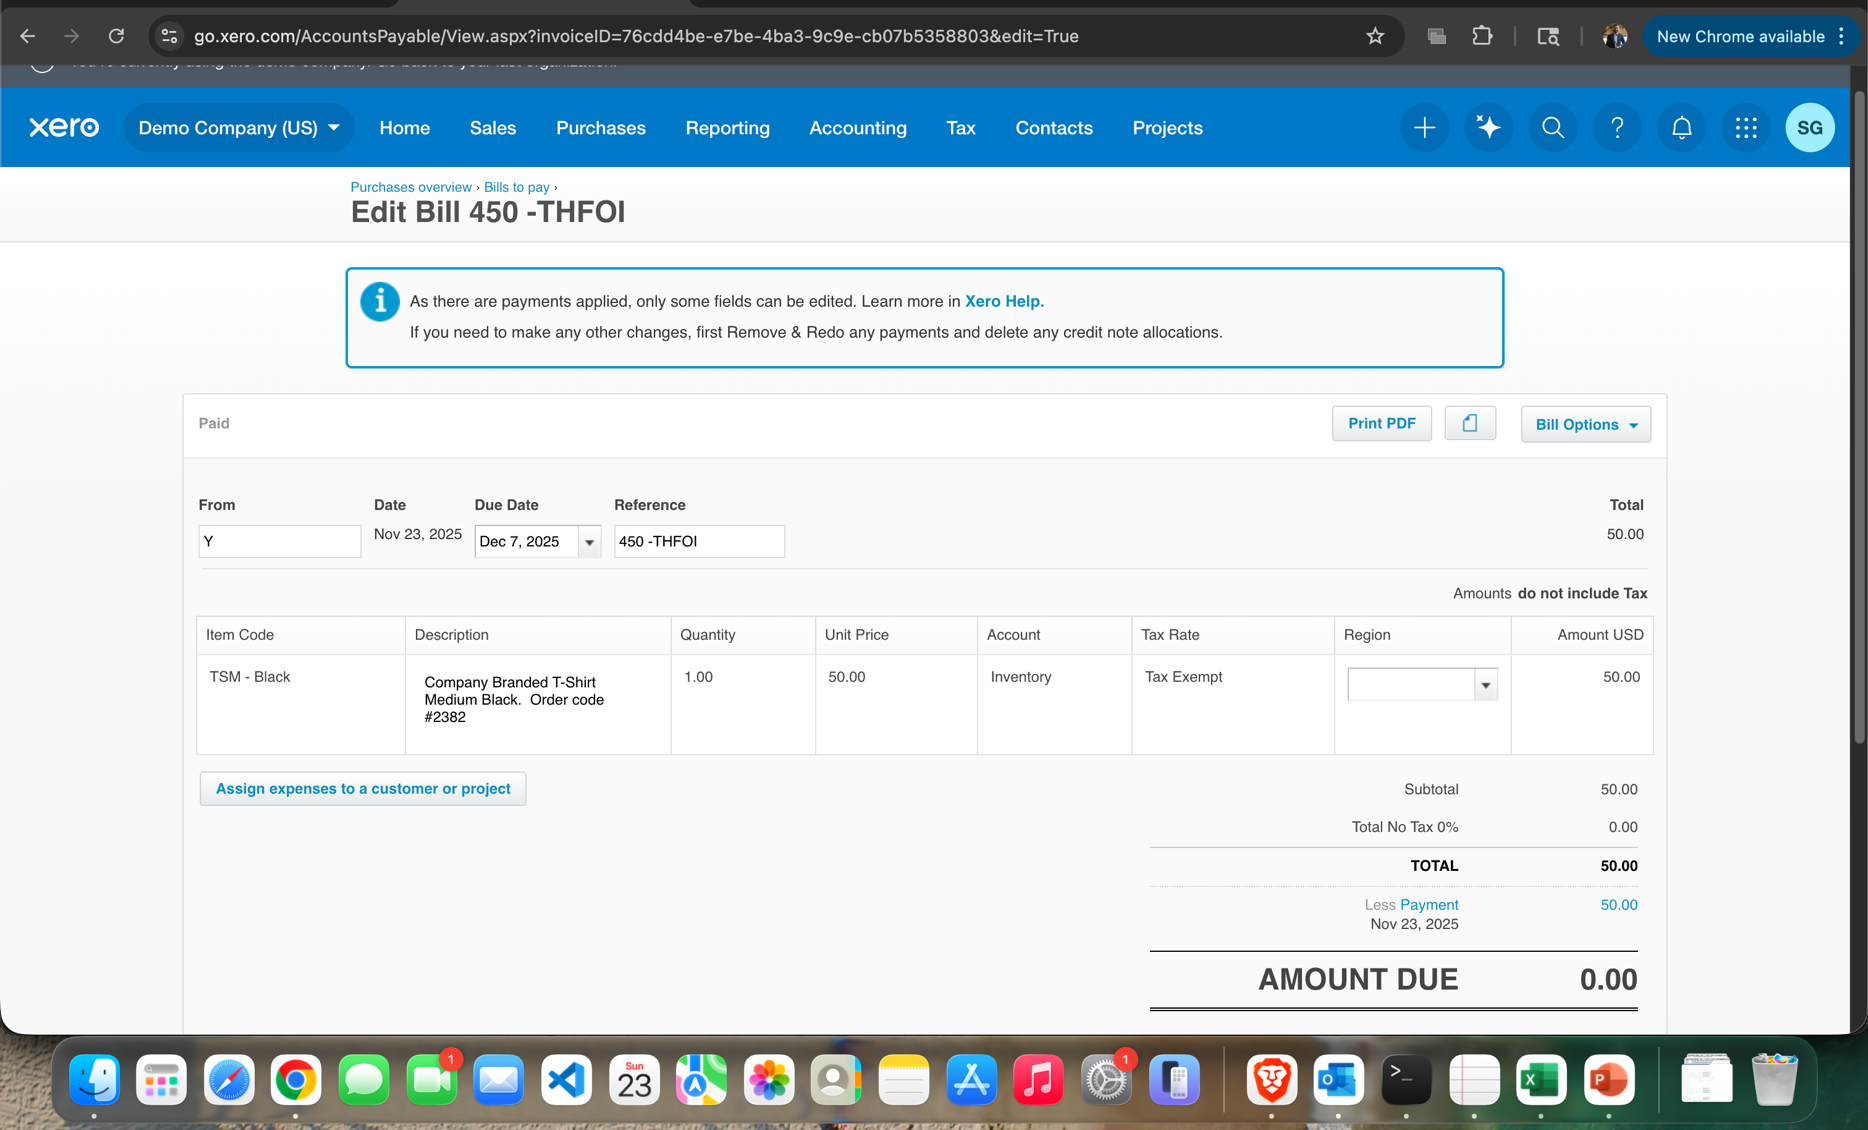 go.xero.com/AccountsPayable/View.aspx?invoiceID=76cdd4be-e7be-4ba3-9c9e-cb07b5358803&edit=True
New Chrome available
xero
Demo Company (US)
Home
Sales
Purchases
Reporting
Accounting
Tax
Contacts
Projects
SG
Purchases overview › Bills to pay ›
Edit Bill 450 -THFOI
As there are payments applied, only some fields can be edited. Learn more in Xero Help.
If you need to make any other changes, first Remove & Redo any payments and delete any credit note allocations.
Paid
Print PDF
Bill Options
From
Date
Due Date
Reference
Total
Y
Nov 23, 2025
Dec 7, 2025
450 -THFOI
50.00
Amounts do not include Tax
Item Code
Description
Quantity
Unit Price
Account
Tax Rate
Region
Amount USD
TSM - Black
Company Branded T-Shirt
Medium Black. Order code
#2382
1.00
50.00
Inventory
Tax Exempt
50.00
Assign expenses to a customer or project
Subtotal 50.00
Total No Tax 0% 0.00
TOTAL 50.00
Less Payment 50.00
Nov 23, 2025
AMOUNT DUE 0.00
1
Sun
23
1